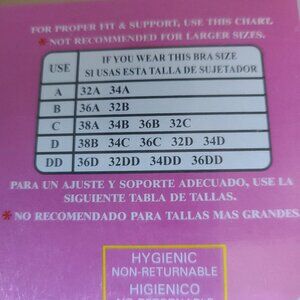 FOR PROPER FIT & SUPPORT, USE THIS CHART.
*NOT RECOMMENDED FOR LARGER SIZES.
USE
IF YOU WEAR THIS BRA SIZE
SI USAS ESTA TALLA DE SUJETADOR
A 32A 34A
B 36A 32B
C 38A 34B 36B 32C
D 38B 34C 36C 32D 34D
DD 36D 32DD 34DD 36DD
PARA UN AJUSTE Y SOPORTE ADECUADO, USE LA
SIGUIENTE TABLA DE TALLAS.
*NO RECOMENDADO PARA TALLAS MAS GRANDES
HYGIENIC
NON-RETURNABLE
HIGIENICO